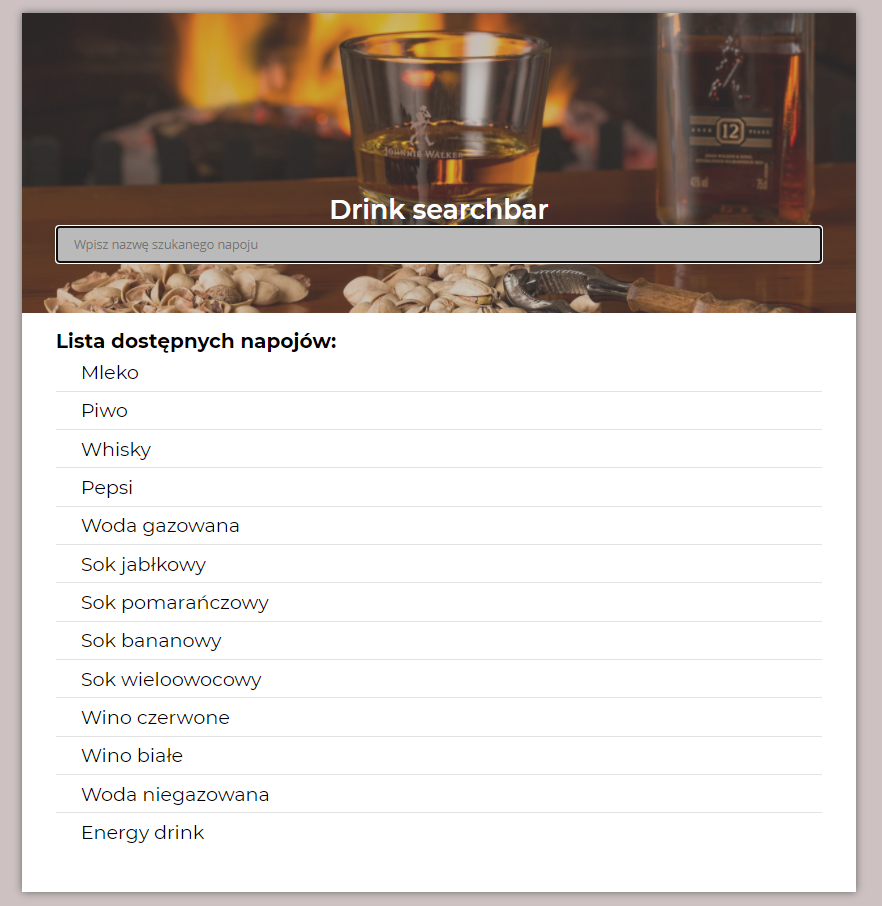 JOHNNIE WALKER
12
Drink searchbar
Wpisz nazwę szukanego napoju
Lista dostępnych napojów:
Mleko
Piwo
Whisky
Pepsi
Woda gazowana
Sok jabłkowy
Sok pomarańczowy
Sok bananowy
Sok wieloowocowy
Wino czerwone
Wino białe
Woda niegazowana
Energy drink